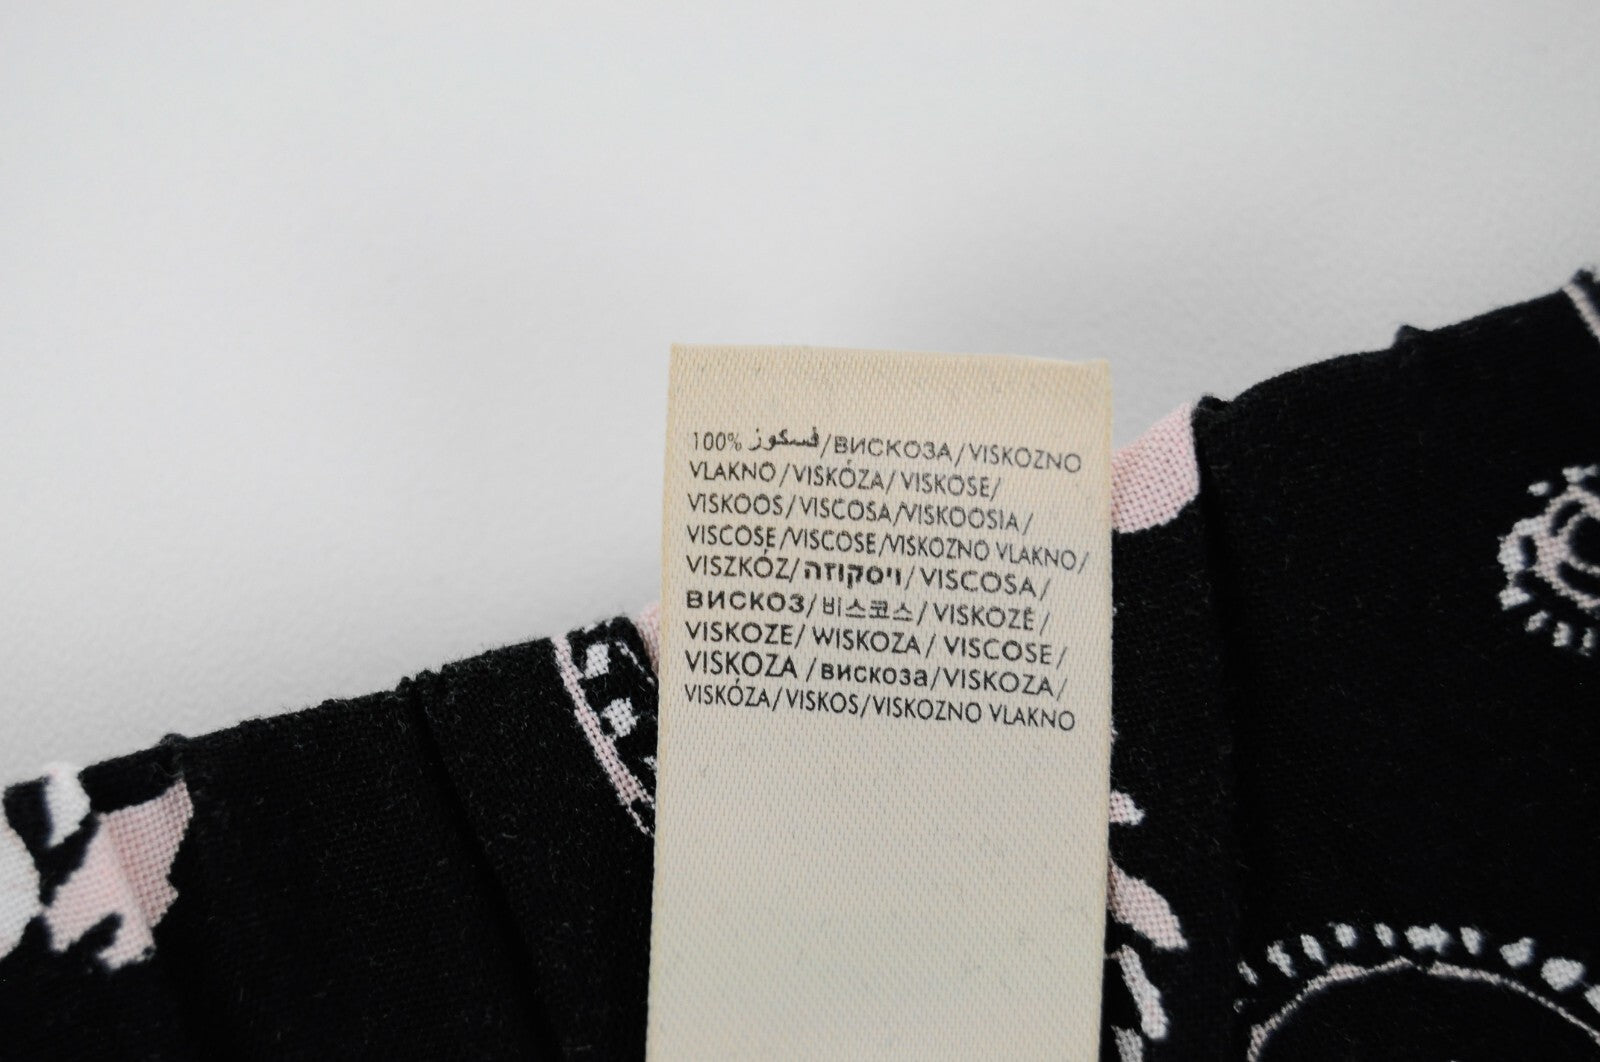 100% فسكوز/ВИСКОЗА/VISKOZNO
VLAKNO/VISKÓZA/VISKOSE/
VISKOOS/VISCOSA/VISKOOSIA/
VISCOSE/VISCOSE/VISKOZNO VLAKNO/
VISZKÓZ/ויסקוזה/VISCOSA/
ВИСКОЗ/비스코스/VISKOZĖ/
VISKOZE/WISKOZA/VISCOSE/
VISKOZA/вискоза/VISKOZA/
VISKÓZA/VISKOS/VISKOZNO VLAKNO